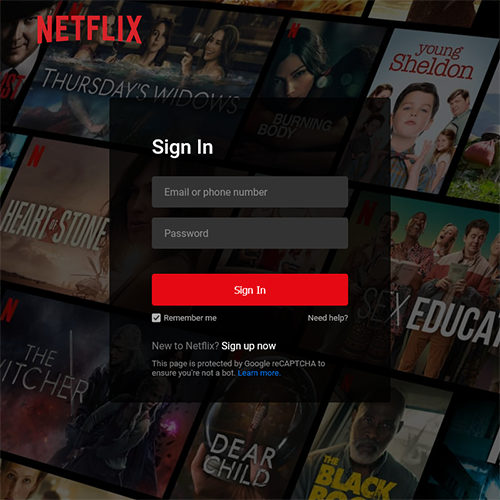 NETFLIX
N
young
Sheldon
THURSDAY'S WIDOWS
BURNING
BODY
Sign In
Email or phone number
N
Password
HEART of STONE
N
Sign In
SEX EDUCAT
N
Remember me
Need help?
New to Netflix? Sign up now
THE
WITCHER
This page is protected by Google reCAPTCHA to
ensure you're not a bot. Learn more.
DEAR
CHILD
THE
BLACK
BOOK